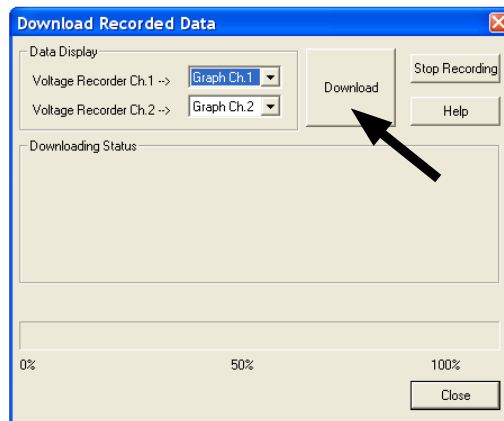 Download Recorded Data
Data Display
Voltage Recorder Ch.1 -->
Graph Ch.1
Voltage Recorder Ch.2 -->
Graph Ch.2
Download
Stop Recording
Help
Downloading Status
0% 50% 100%
Close